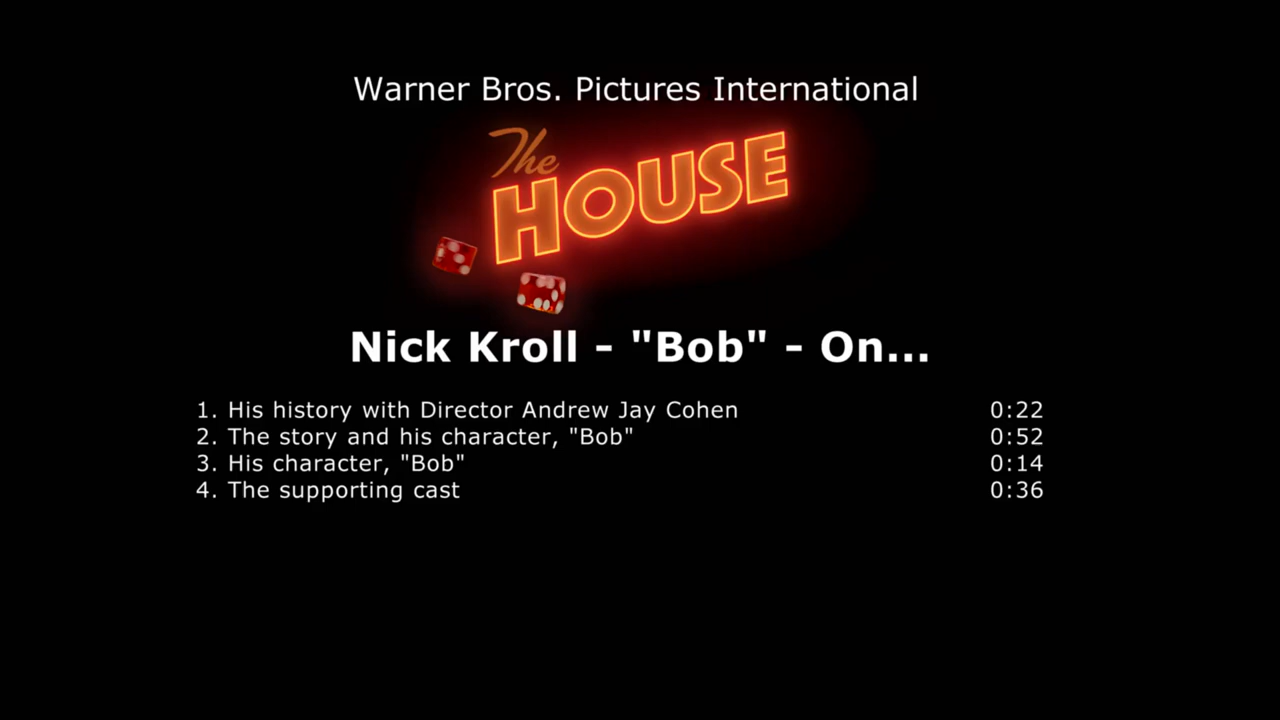 Warner Bros. Pictures International
The
HOUSE
Nick Kroll - "Bob" - On...
1. His history with Director Andrew Jay Cohen 0:22
2. The story and his character, "Bob" 0:52
3. His character, "Bob" 0:14
4. The supporting cast 0:36